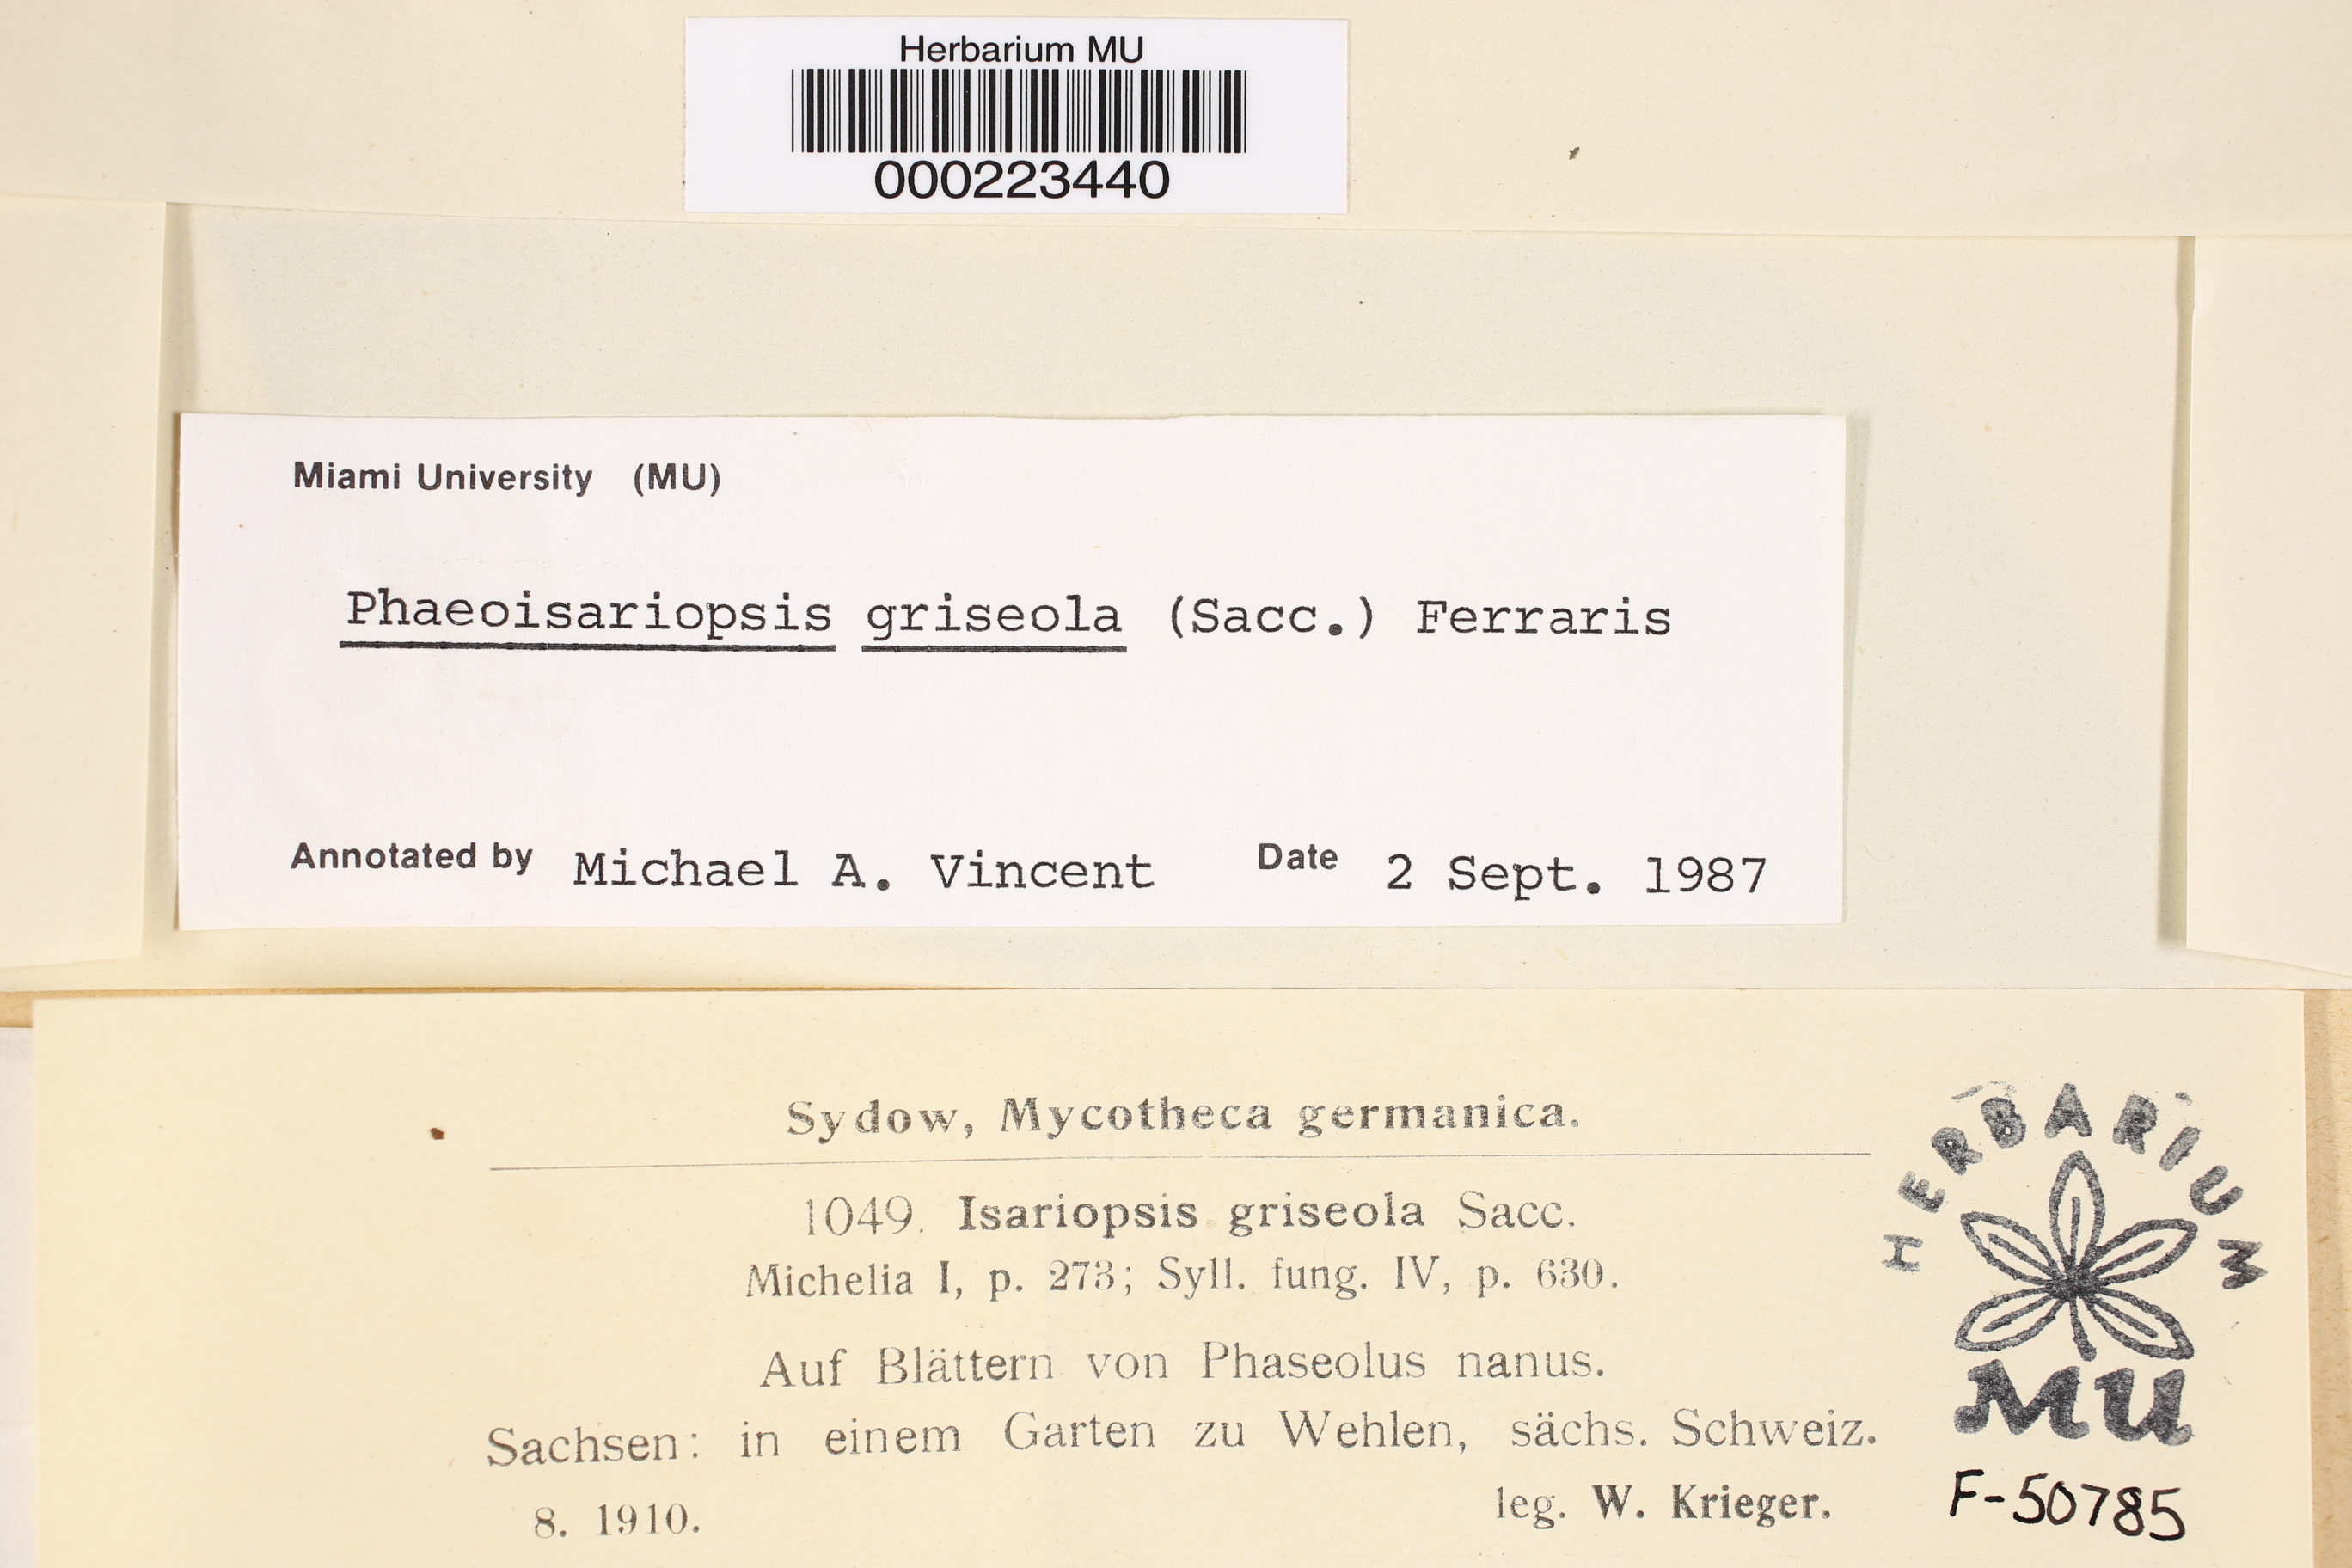 Herbarium MU
000223440
Miami University (MU)
Phaeoisariopsis griseola (Sacc.) Ferraris
Annotated by Michael A. Vincent Date 2 Sept. 1987
Sydow, Mycotheca germanica.
1049. Isariopsis griseola Sacc.
Michelia I, p. 273; Syll. fung. IV, p. 630.
Auf Blättern von Phaseolus nanus.
Sachsen: in einem Garten zu Wehlen, sächs. Schweiz.
8. 1910.
leg. W. Krieger.
HERBARIUM
MU
F-50785